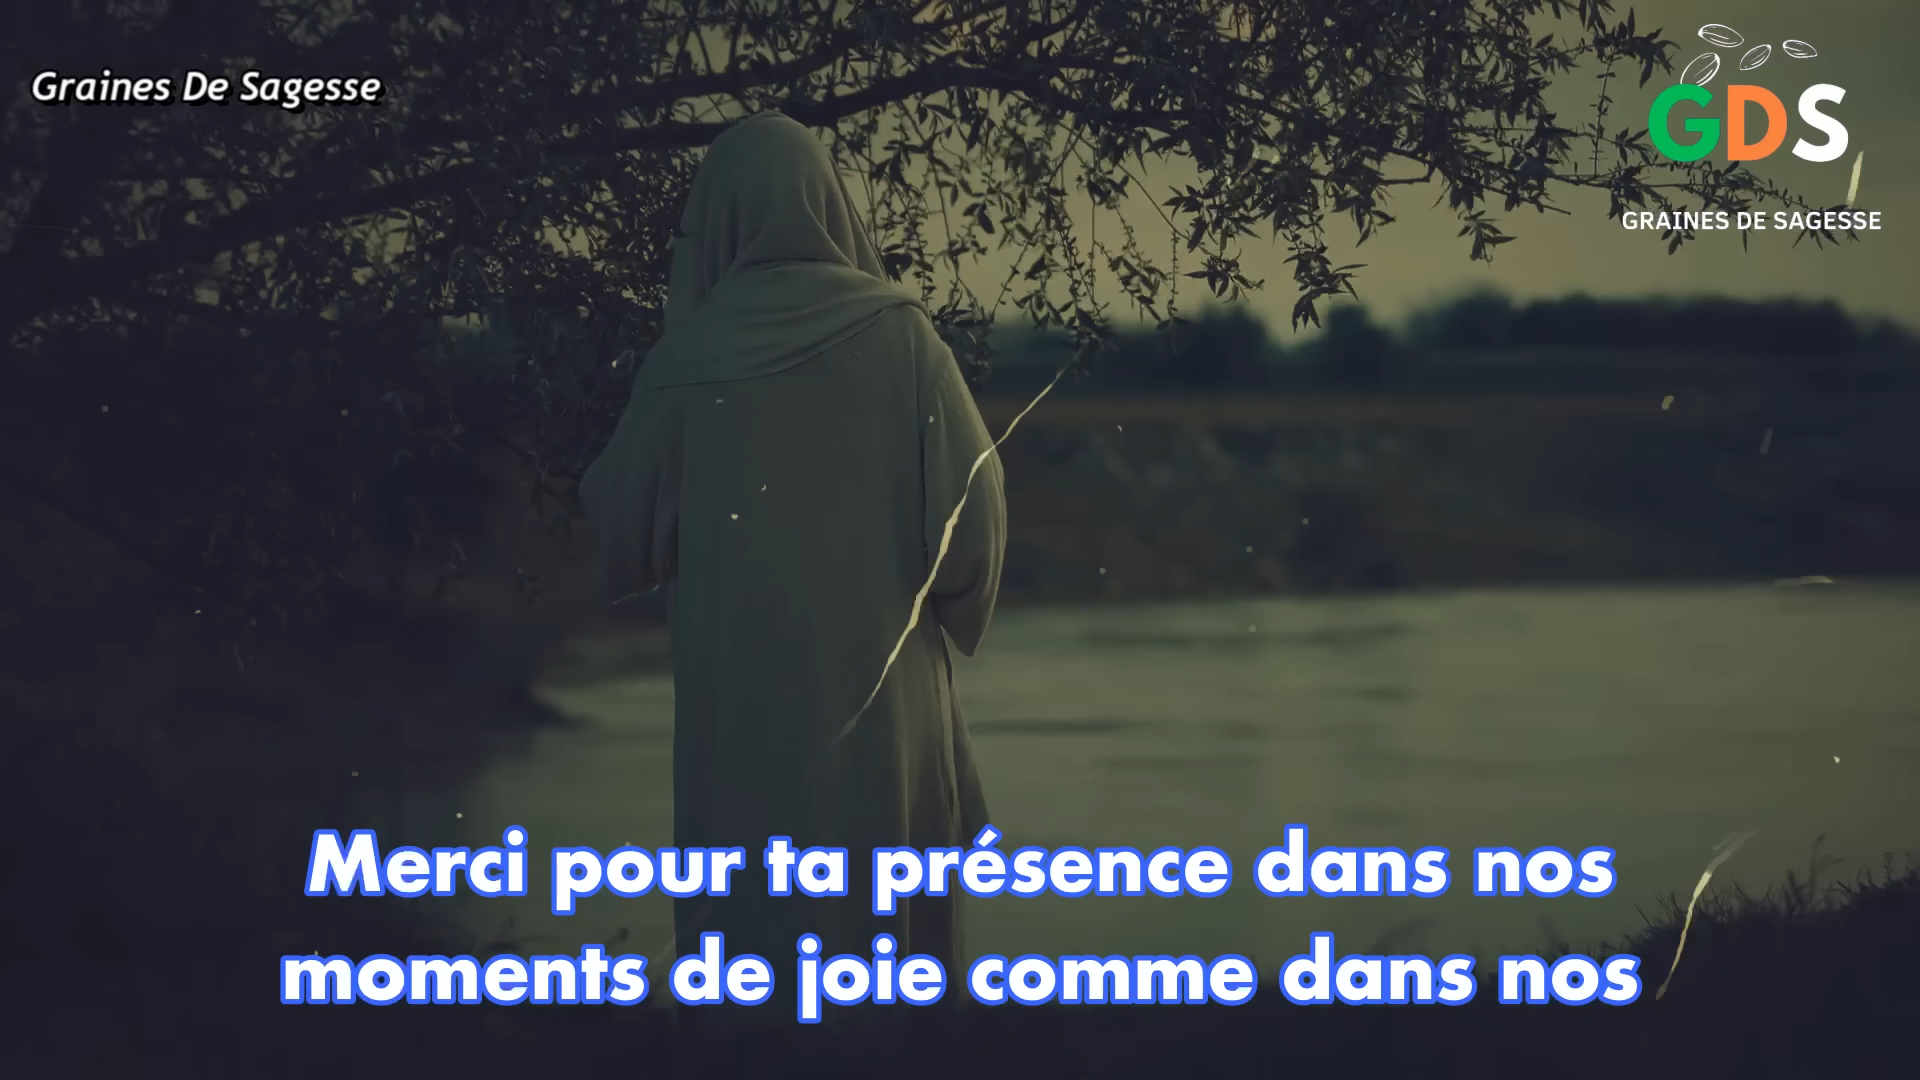 Graines De Sagesse
GDS
GRAINES DE SAGESSE
Merci pour ta présence dans nos
moments de joie comme dans nos